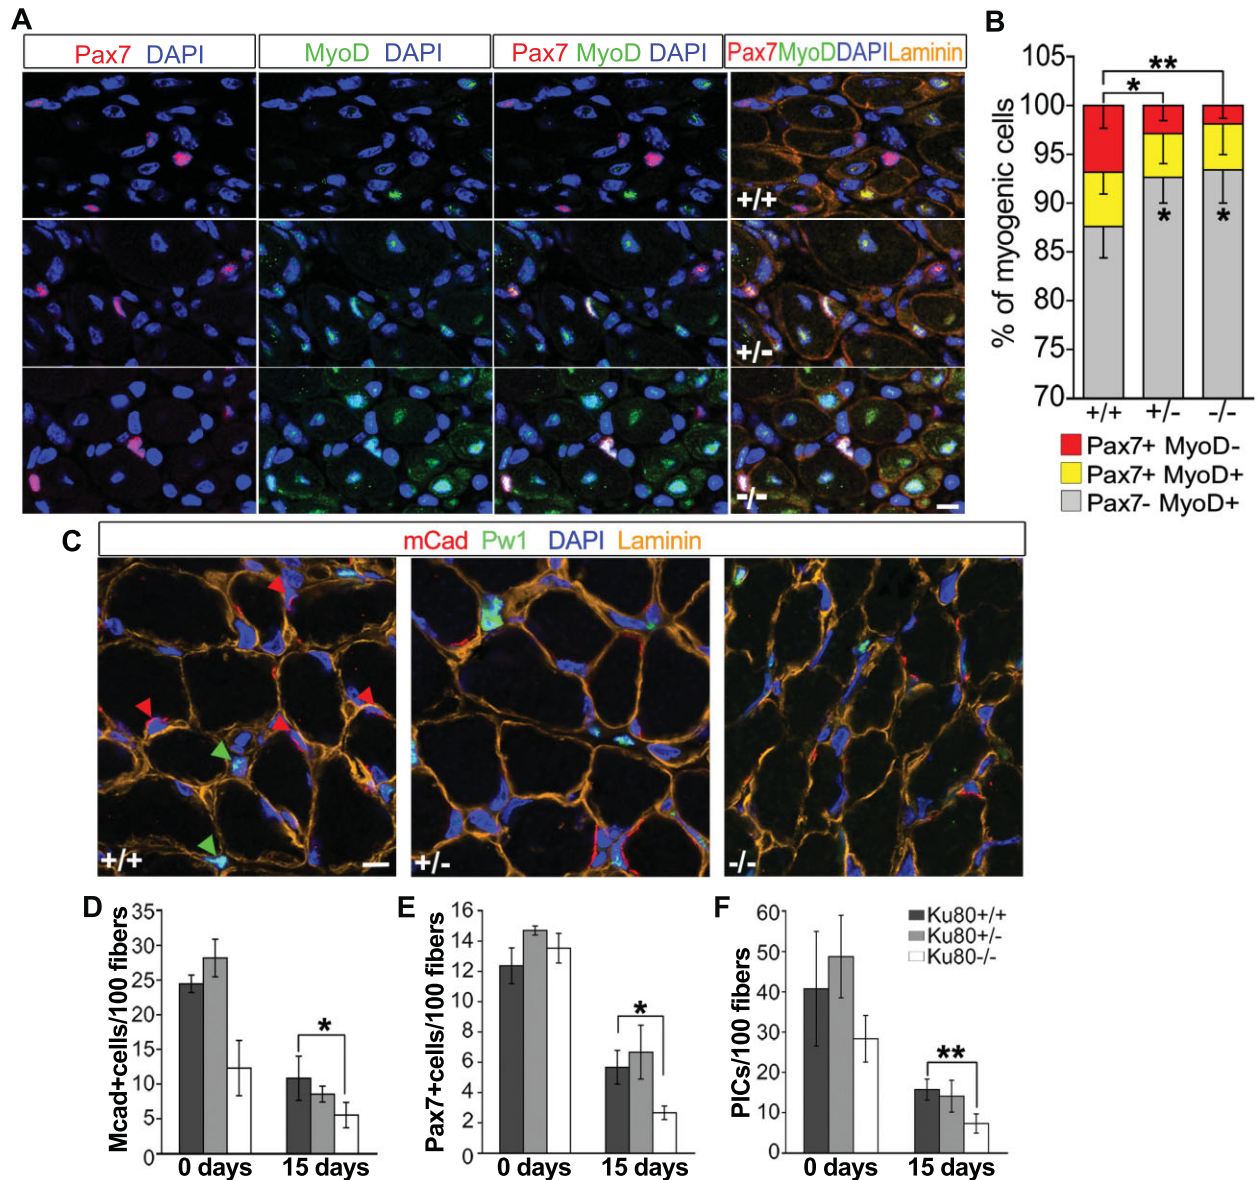 A
Pax7 DAPI
MyoD DAPI
Pax7 MyoD DAPI
Pax7MyoDDAPILaminin
+/+
+/-
-/-
B
% of myogenic cells
105
100
95
90
85
80
75
70
**
*
*
*
+/+ +/- -/-
Pax7+ MyoD-
Pax7+ MyoD+
Pax7- MyoD+
C
mCad Pw1 DAPI Laminin
+/+
+/-
-/-
D
Mcad+cells/100 fibers
35
30
25
20
15
10
5
0
*
0 days 15 days
E
Pax7+cells/100 fibers
16
14
12
10
8
6
4
2
0
*
0 days 15 days
F
PICs/100 fibers
60
50
40
30
20
10
0
**
0 days 15 days
Ku80+/+
Ku80+/-
Ku80-/-